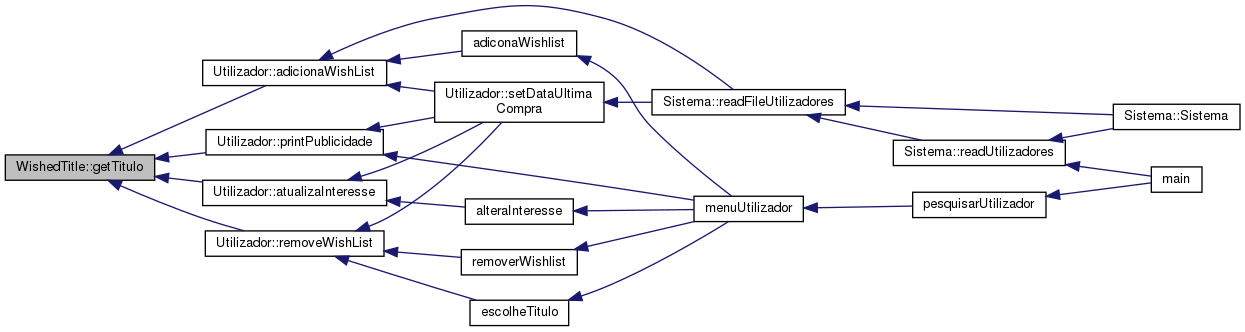 WishedTitle::getTitulo
Utilizador::adicionaWishList
Utilizador::printPublicidade
Utilizador::atualizaInteresse
Utilizador::removeWishList
adiconaWishlist
Utilizador::setDataUltima
Compra
alteraInteresse
removerWishlist
escolheTitulo
Sistema::readFileUtilizadores
menuUtilizador
Sistema::readUtilizadores
pesquisarUtilizador
Sistema::Sistema
main